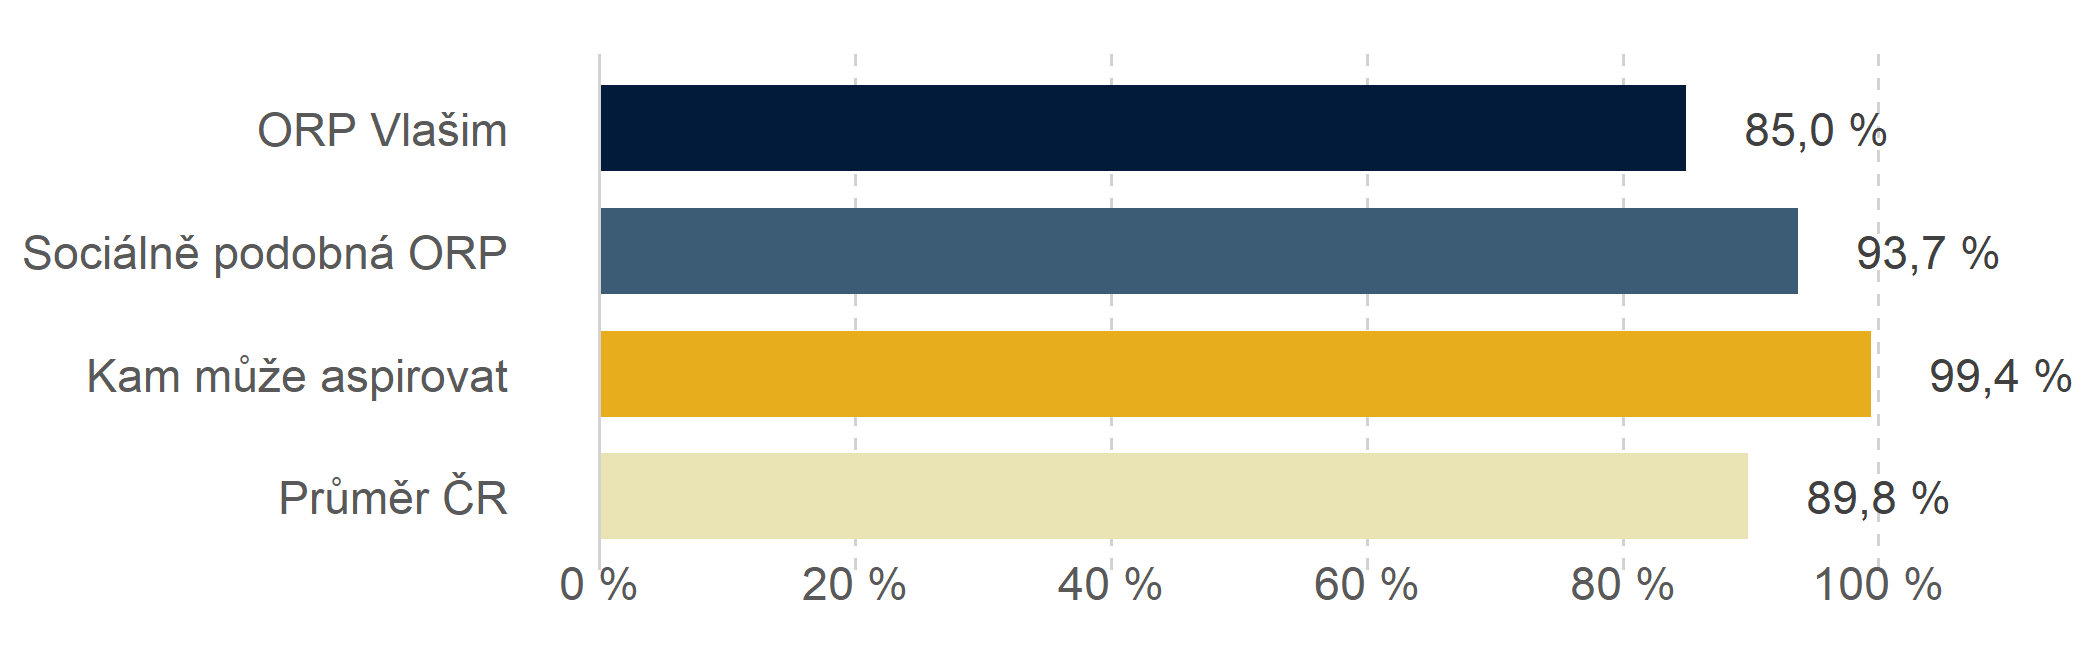 ORP Vlašim 85,0 %
Sociálně podobná ORP 93,7 %
Kam může aspirovat 99,4 %
Průměr ČR 89,8 %
0 % 20 % 40 % 60 % 80 % 100 %